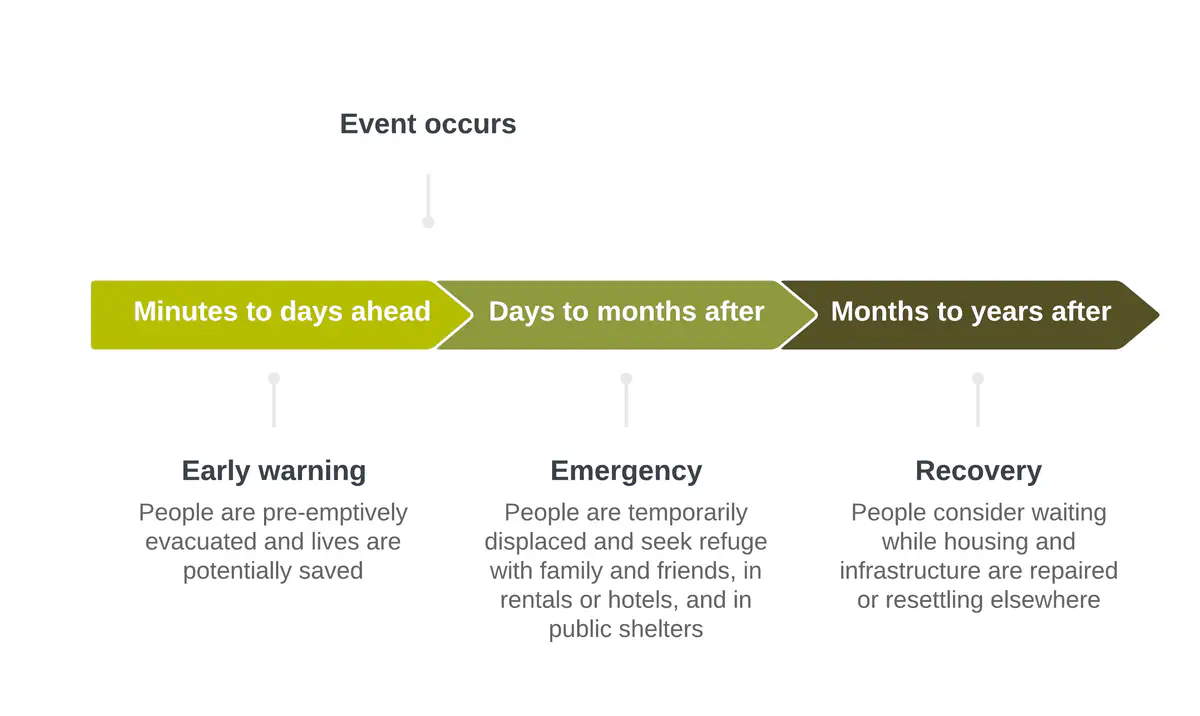 Event occurs
Minutes to days ahead
Days to months after
Months to years after
Early warning
People are pre-emptively
evacuated and lives are
potentially saved
Emergency
People are temporarily
displaced and seek refuge
with family and friends, in
rentals or hotels, and in
public shelters
Recovery
People consider waiting
while housing and
infrastructure are repaired
or resettling elsewhere